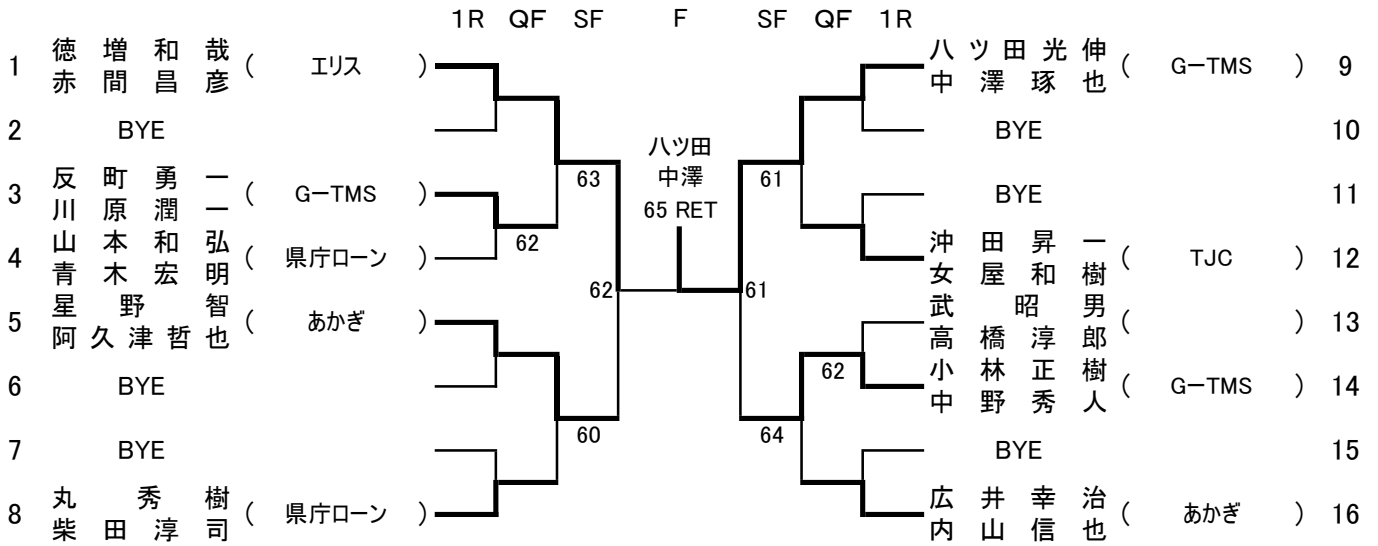 1R QF SF F SF QF 1R
1 徳増和哉 赤間昌彦 ( エリス )
2 BYE
3 反町勇一 川原潤一 ( G-TMS )
4 山本和弘 青木宏明 ( 県庁ローン )
5 星野智 阿久津哲也 ( あかぎ )
6 BYE
7 BYE
8 丸秀樹 柴田淳司 ( 県庁ローン )
62
63
60
62
八ツ田
中澤
65 RET
61
61
64
62
八ツ田光伸 中澤琢也 ( G-TMS ) 9
BYE 10
BYE 11
沖田昇一 女屋和樹 ( TJC ) 12
武昭男 高橋淳郎 ( ) 13
小林正樹 中野秀人 ( G-TMS ) 14
BYE 15
広井幸治 内山信也 ( あかぎ ) 16